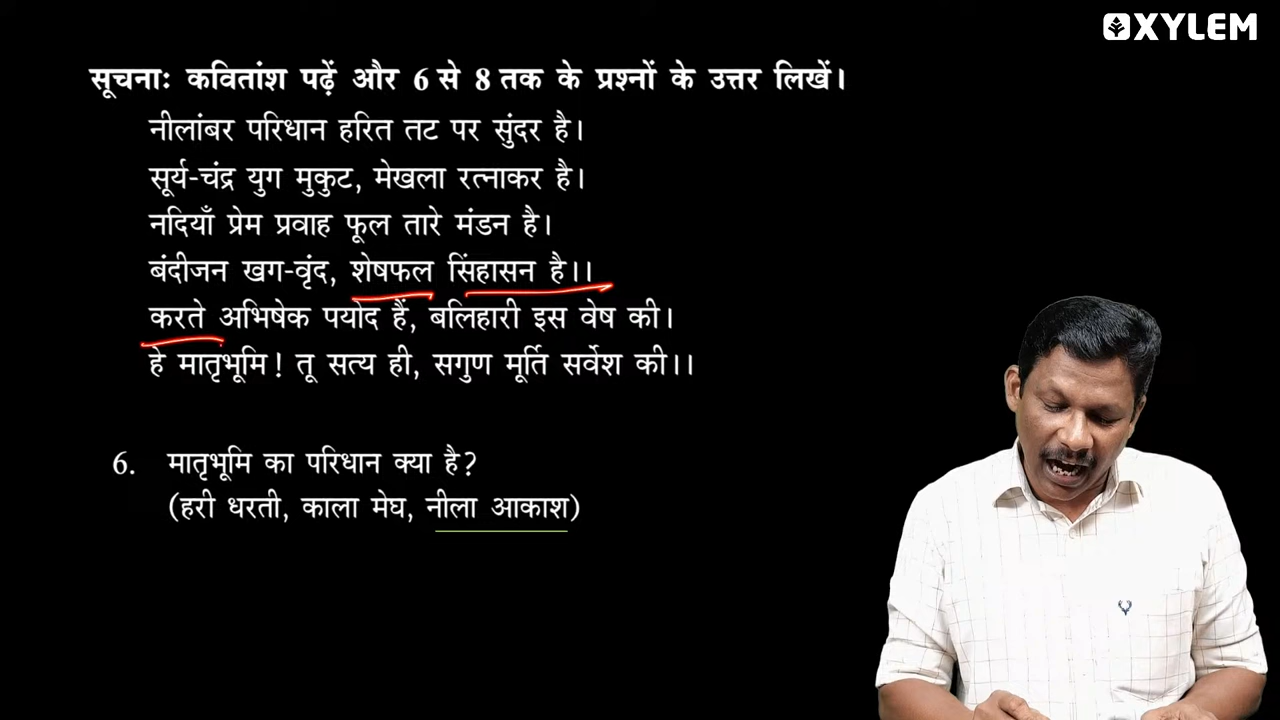 XYLEM
सूचनाः कवितांश पढ़ें और 6 से 8 तक के प्रश्नों के उत्तर लिखें।
नीलांबर परिधान हरित तट पर सुंदर है।
सूर्य-चंद्र युग मुकुट, मेखला रत्नाकर है।
नदियाँ प्रेम प्रवाह फूल तारे मंडन है।
बंदीजन खग-वृंद, शेषफल सिंहासन है।।
करते अभिषेक पयोद हैं, बलिहारी इस वेष की।
हे मातृभूमि! तू सत्य ही, सगुण मूर्ति सर्वेश की।।
6. मातृभूमि का परिधान क्या है?
(हरी धरती, काला मेघ, नीला आकाश)